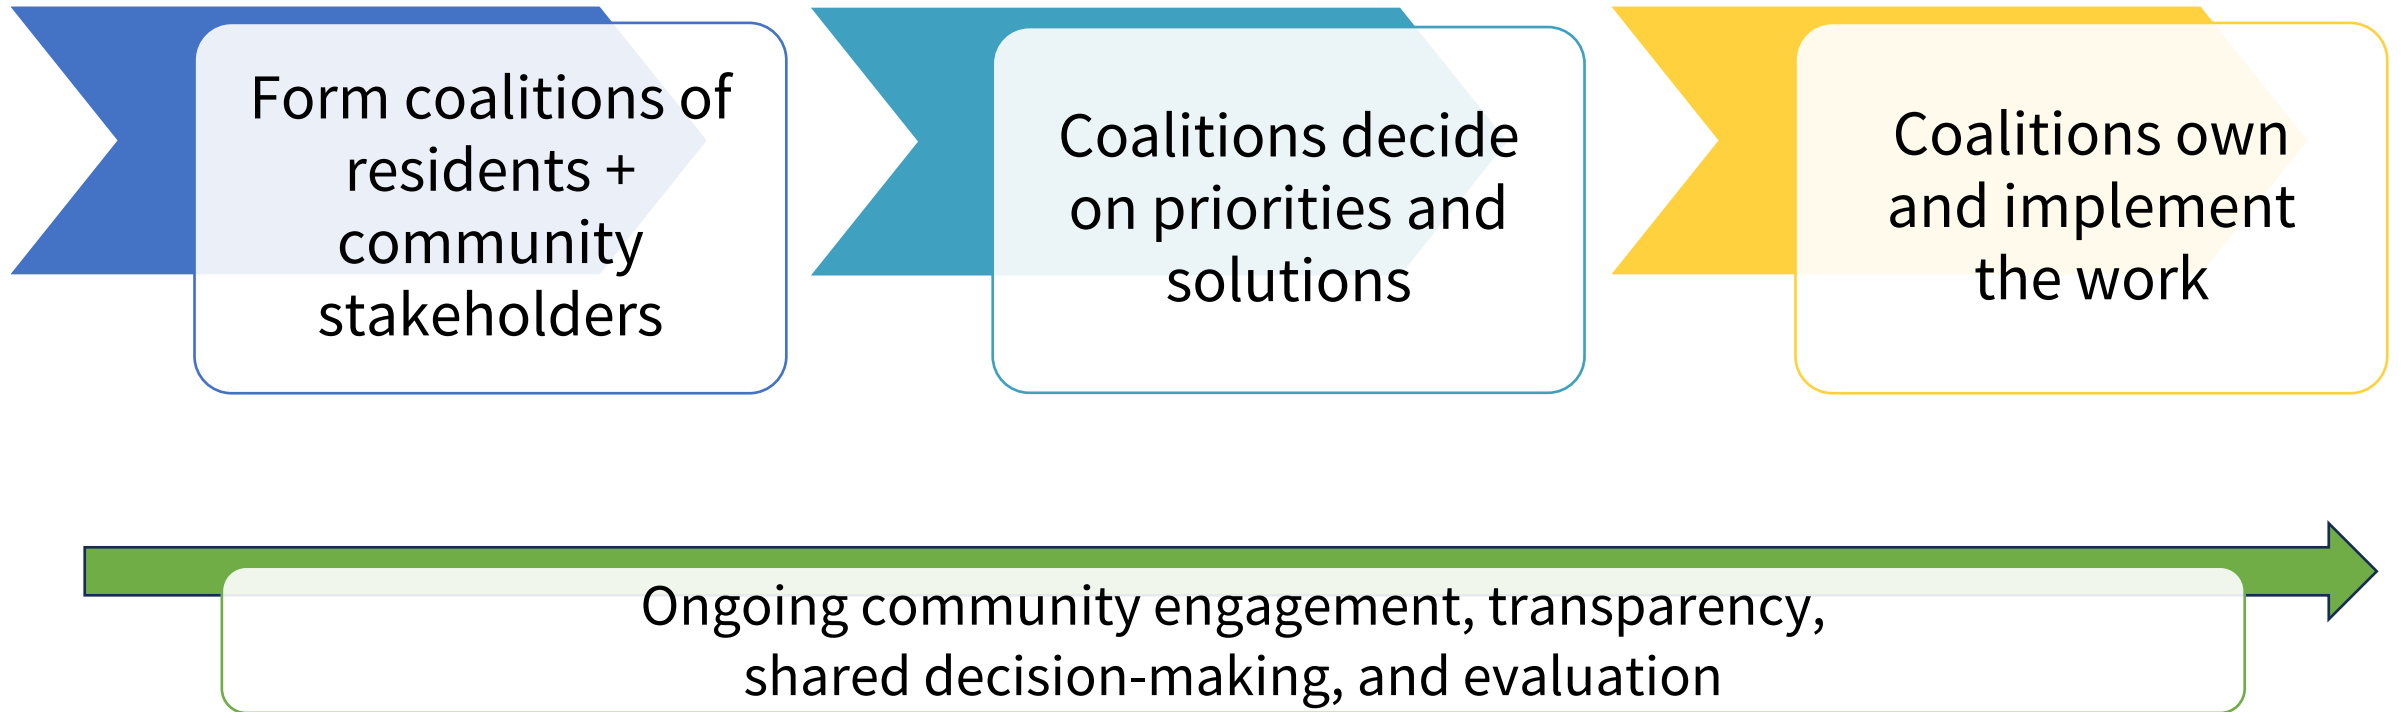 Form coalitions of
residents +
community
stakeholders
Coalitions decide
on priorities and
solutions
Coalitions own
and implement
the work
Ongoing community engagement, transparency,
shared decision-making, and evaluation